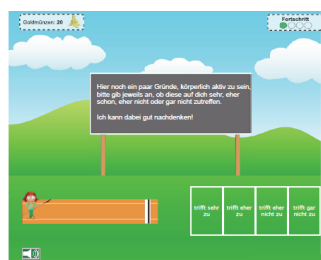 Goldmünzen: 20
Fortschritt
Hier noch ein paar Gründe, körperlich aktiv zu sein,
bitte gib jeweils an, ob diese auf dich sehr, eher
schon, eher nicht oder gar nicht zutreffen.
Ich kann dabei gut nachdenken!
trifft sehr
zu
trifft eher
zu
trifft eher
nicht zu
trifft gar
nicht zu